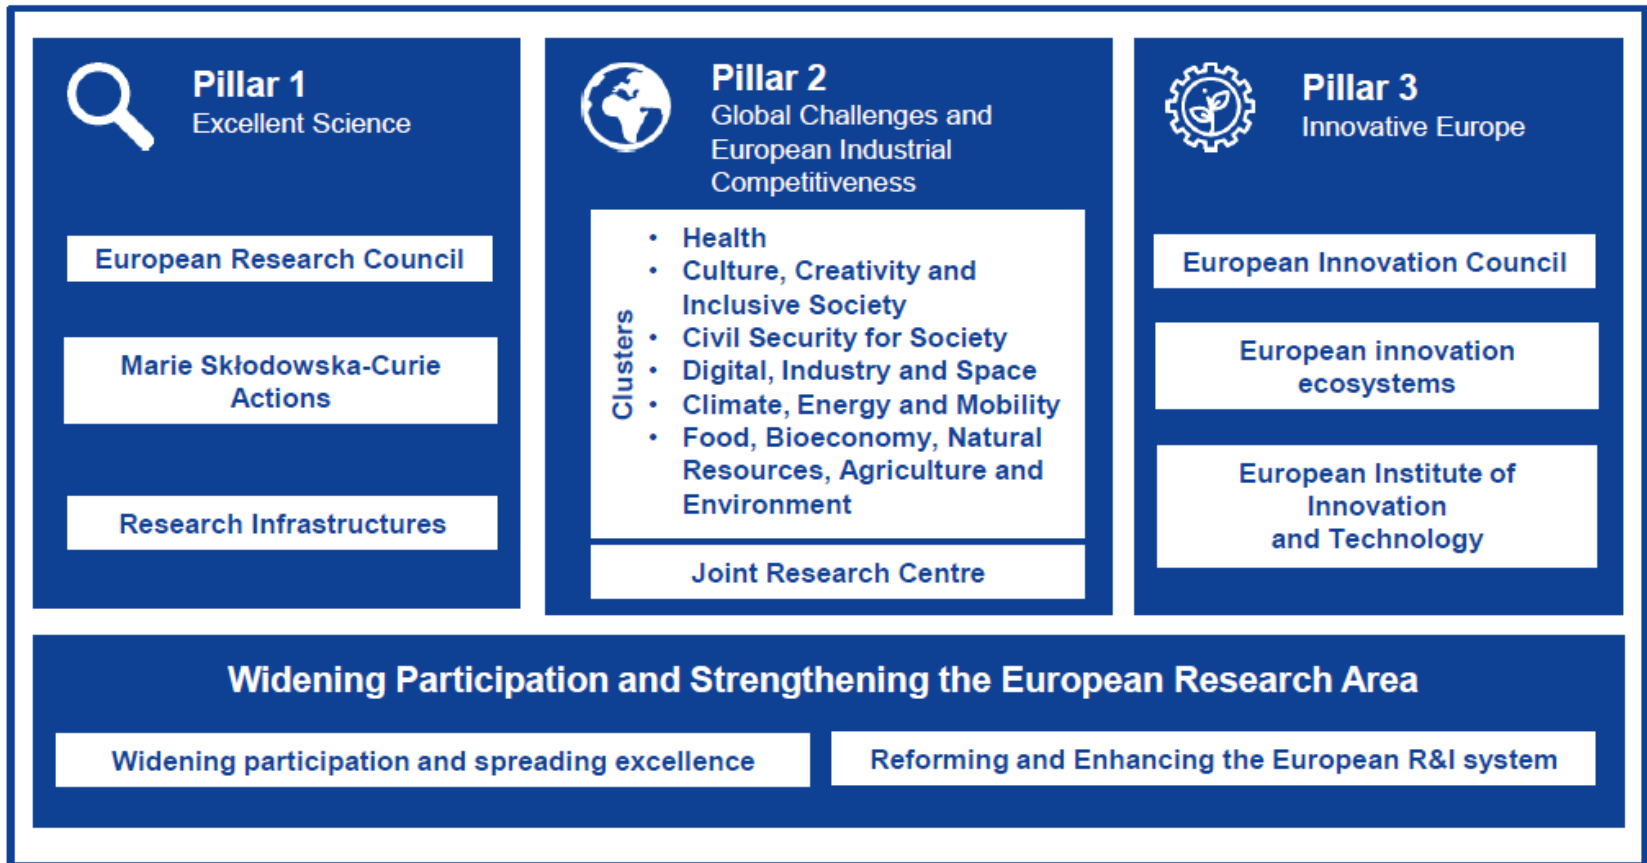 Pillar 1
Excellent Science
European Research Council
Marie Skłodowska-Curie
Actions
Research Infrastructures
Pillar 2
Global Challenges and
European Industrial
Competitiveness
Clusters
• Health
• Culture, Creativity and
Inclusive Society
• Civil Security for Society
• Digital, Industry and Space
• Climate, Energy and Mobility
• Food, Bioeconomy, Natural
Resources, Agriculture and
Environment
Joint Research Centre
Pillar 3
Innovative Europe
European Innovation Council
European innovation
ecosystems
European Institute of
Innovation
and Technology
Widening Participation and Strengthening the European Research Area
Widening participation and spreading excellence
Reforming and Enhancing the European R&I system